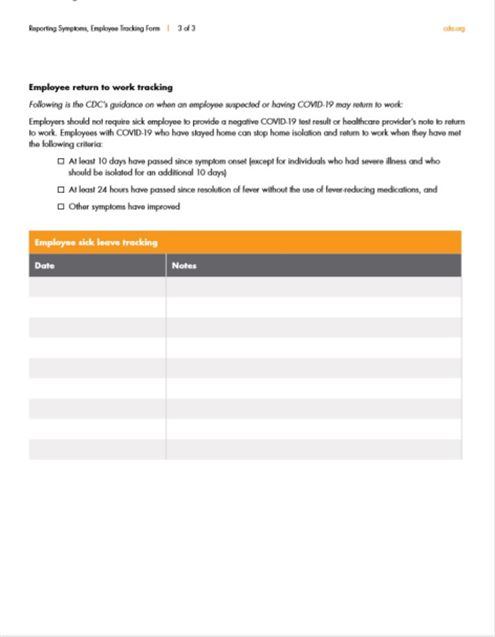 Reporting Symptoms, Employee Tracking Form | 3 of 3
cda.org
Employee return to work tracking
Following is the CDC's guidance on when an employee suspected or having COVID-19 may return to work:
Employers should not require sick employee to provide a negative COVID-19 test result or healthcare provider's note to return
to work. Employees with COVID-19 who have stayed home can stop home isolation and return to work when they have met
the following criteria:
☐ At least 10 days have passed since symptom onset (except for individuals who had severe illness and who
should be isolated for an additional 10 days)
☐ At least 24 hours have passed since resolution of fever without the use of fever-reducing medications, and
☐ Other symptoms have improved
Employee sick leave tracking
Date Notes